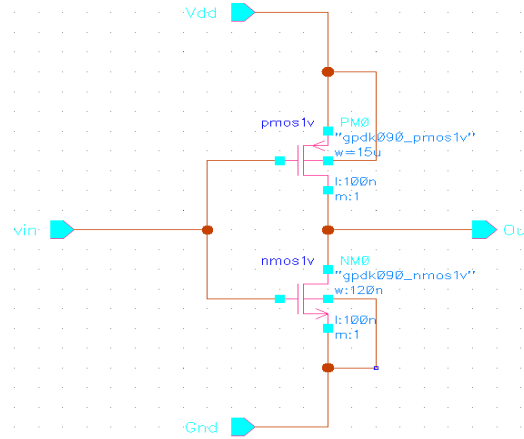 Vdd
pmos1v PM0
"gpdk090_pmos1v"
w=15u
l:100n
m:1
vin
Ou
nmos1v NM0
"gpdk090_nmos1v"
w:120n
l:100n
m:1
Gnd